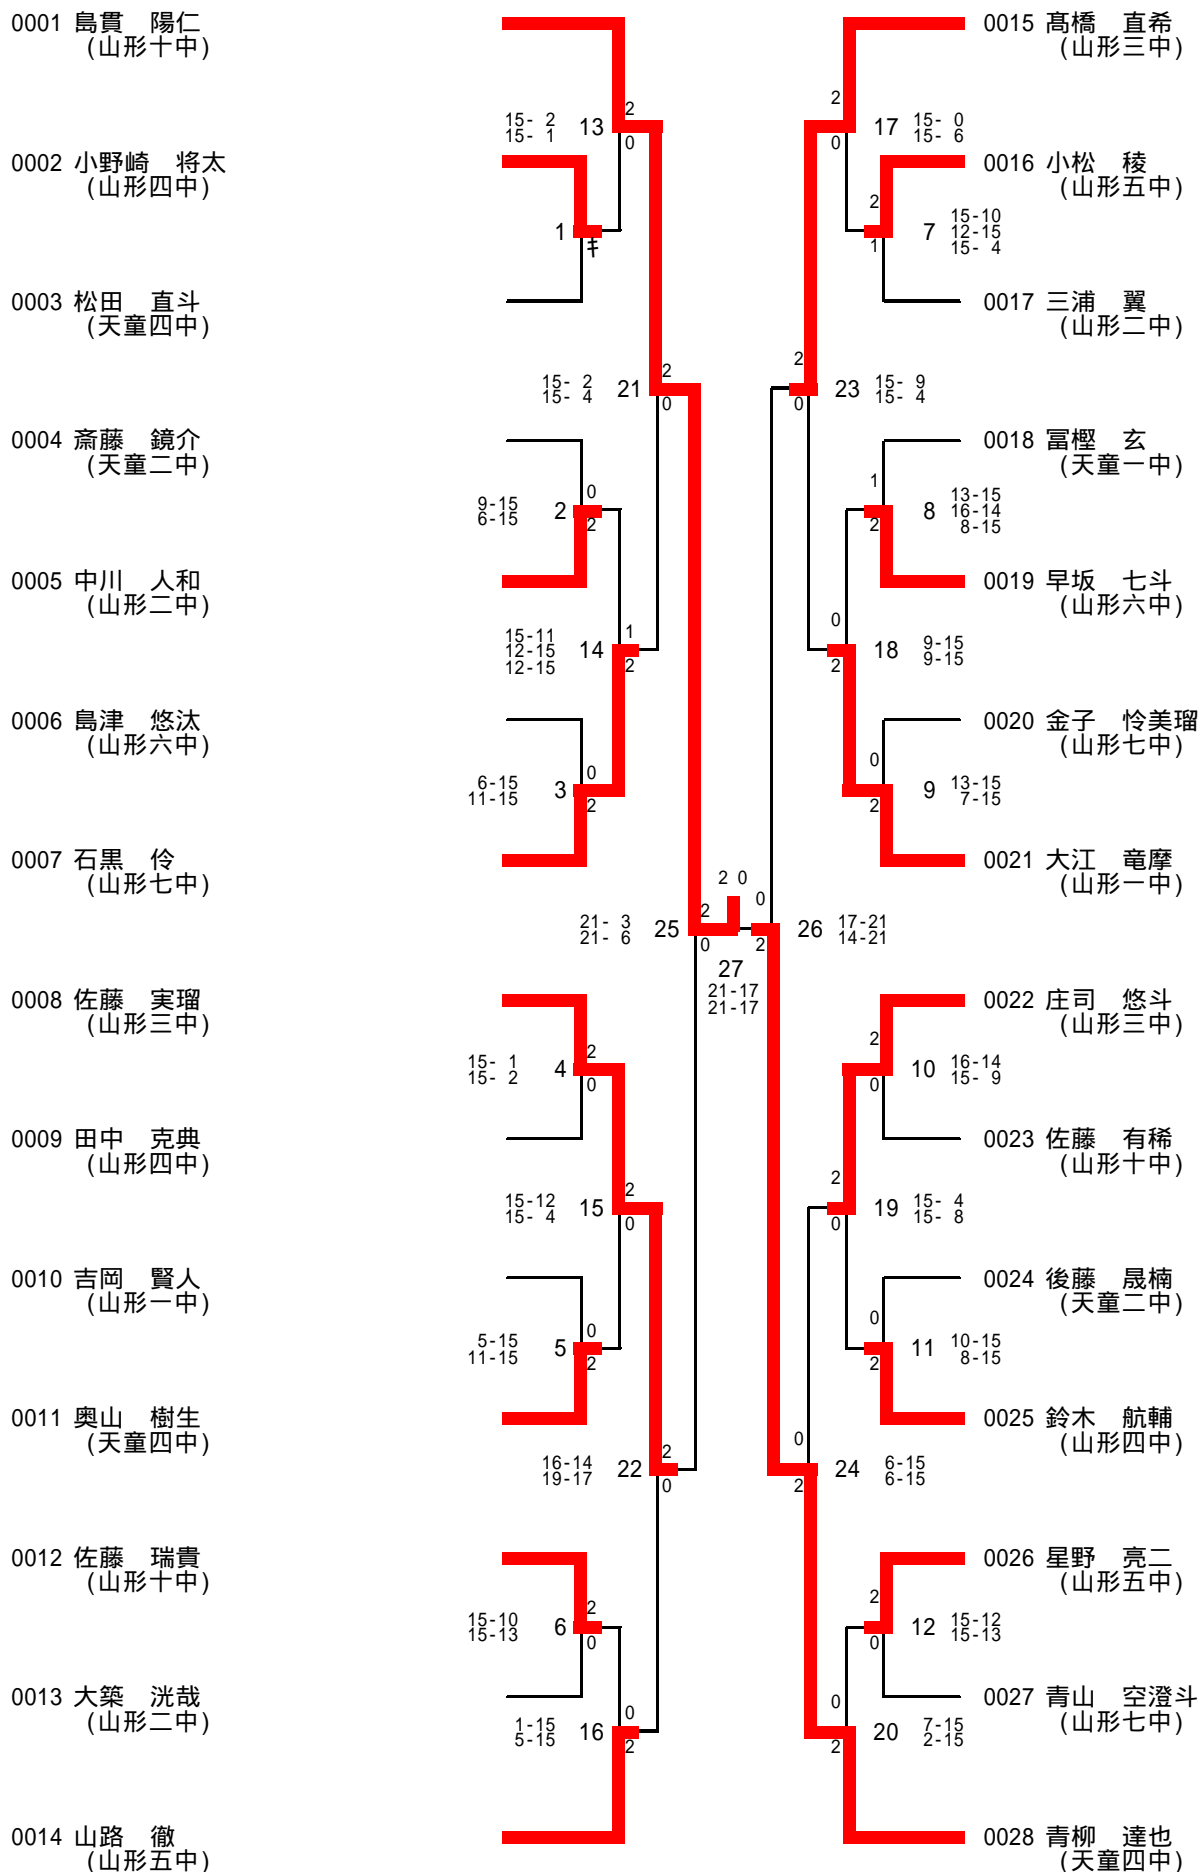 0001 島貫　陽仁
(山形十中)
15- 2
15- 1
13
2
0
0002 小野崎　将太
(山形四中)
1
キ
0003 松田　直斗
(天童四中)
15- 2
15- 4
21
2
0
0004 斎藤　鏡介
(天童二中)
9-15
6-15
2
0
2
0005 中川　人和
(山形二中)
15-11
12-15
12-15
14
1
2
0006 島津　悠汰
(山形六中)
6-15
11-15
3
0
2
0007 石黒　伶
(山形七中)
21- 3
21- 6
25
2
0
2 0
27
21-17
21-17
0008 佐藤　実瑠
(山形三中)
15- 1
15- 2
4
2
0
0009 田中　克典
(山形四中)
15-12
15- 4
15
2
0
0010 吉岡　賢人
(山形一中)
5-15
11-15
5
0
2
0011 奥山　樹生
(天童四中)
16-14
19-17
22
2
0
0012 佐藤　瑞貴
(山形十中)
15-10
15-13
6
2
0
0013 大築　洸哉
(山形二中)
1-15
5-15
16
0
2
0014 山路　徹
(山形五中)
0015 髙橋　直希
(山形三中)
2
0
17
15- 0
15- 6
0016 小松　稜
(山形五中)
2
1
7
15-10
12-15
15- 4
0017 三浦　翼
(山形二中)
2
0
23
15- 9
15- 4
0018 冨樫　玄
(天童一中)
1
2
8
13-15
16-14
8-15
0019 早坂　七斗
(山形六中)
0
2
18
9-15
9-15
0020 金子　怜美瑠
(山形七中)
0
2
9
13-15
7-15
0021 大江　竜摩
(山形一中)
0
2
26
17-21
14-21
0022 庄司　悠斗
(山形三中)
2
0
10
16-14
15- 9
0023 佐藤　有稀
(山形十中)
2
0
19
15- 4
15- 8
0024 後藤　晟楠
(天童二中)
0
2
11
10-15
8-15
0025 鈴木　航輔
(山形四中)
0
2
24
6-15
6-15
0026 星野　亮二
(山形五中)
2
0
12
15-12
15-13
0027 青山　空澄斗
(山形七中)
0
2
20
7-15
2-15
0028 青柳　達也
(天童四中)